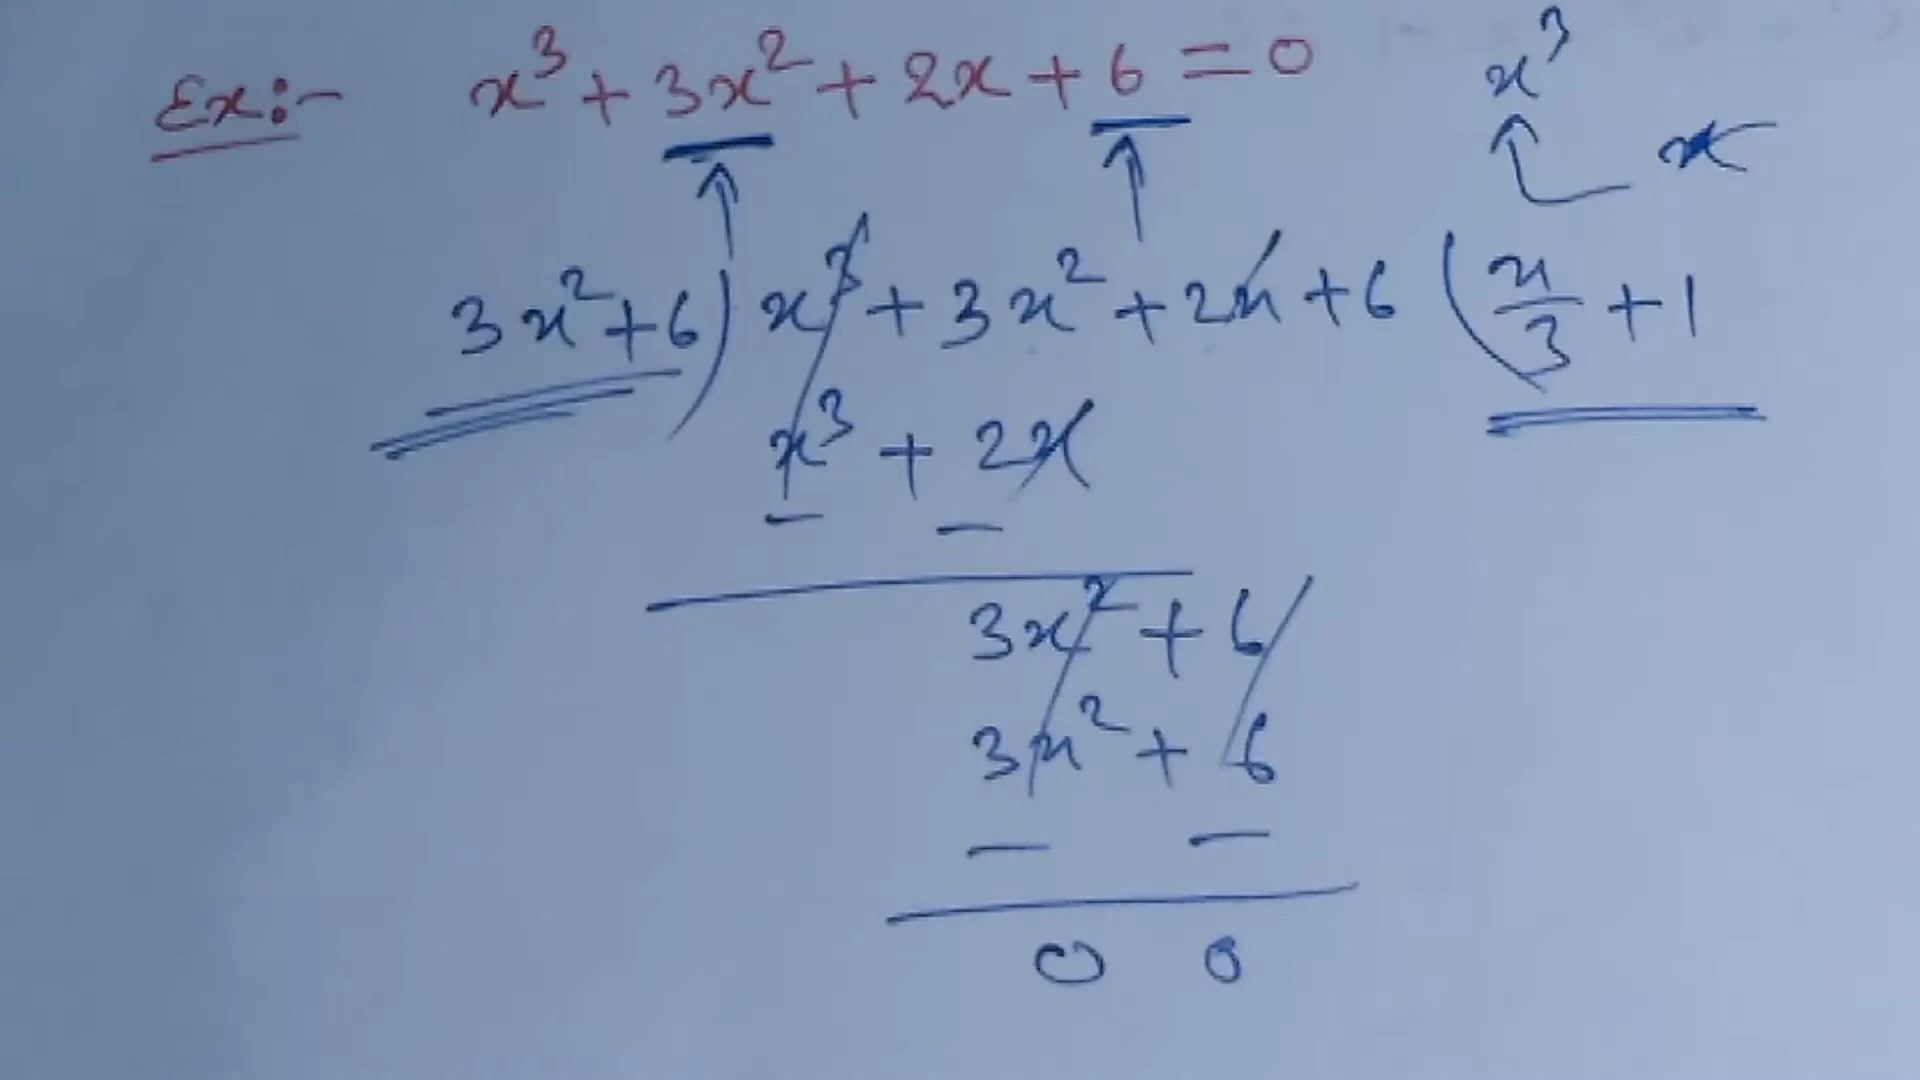 Ex:- x³ + 3x² + 2x + 6 = 0
x³
x
3x² + 6 ) x³ + 3x² + 2x + 6 ( x/3 + 1
x³ + 2x
− −
3x² + 6
3x² + 6
− −
0 0